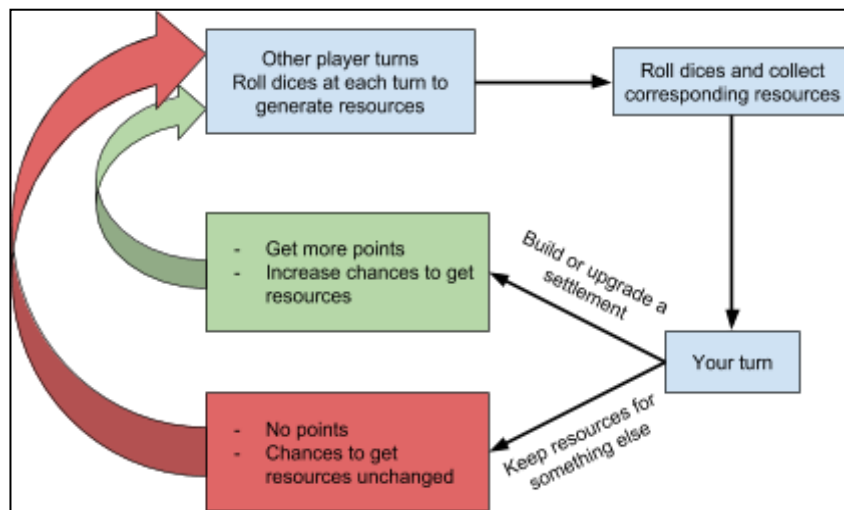 Other player turns
Roll dices at each turn to
generate resources
Roll dices and collect
corresponding resources
- Get more points
- Increase chances to get
resources
Build or upgrade a
settlement
Your turn
- No points
- Chances to get
resources unchanged
Keep resources for
something else